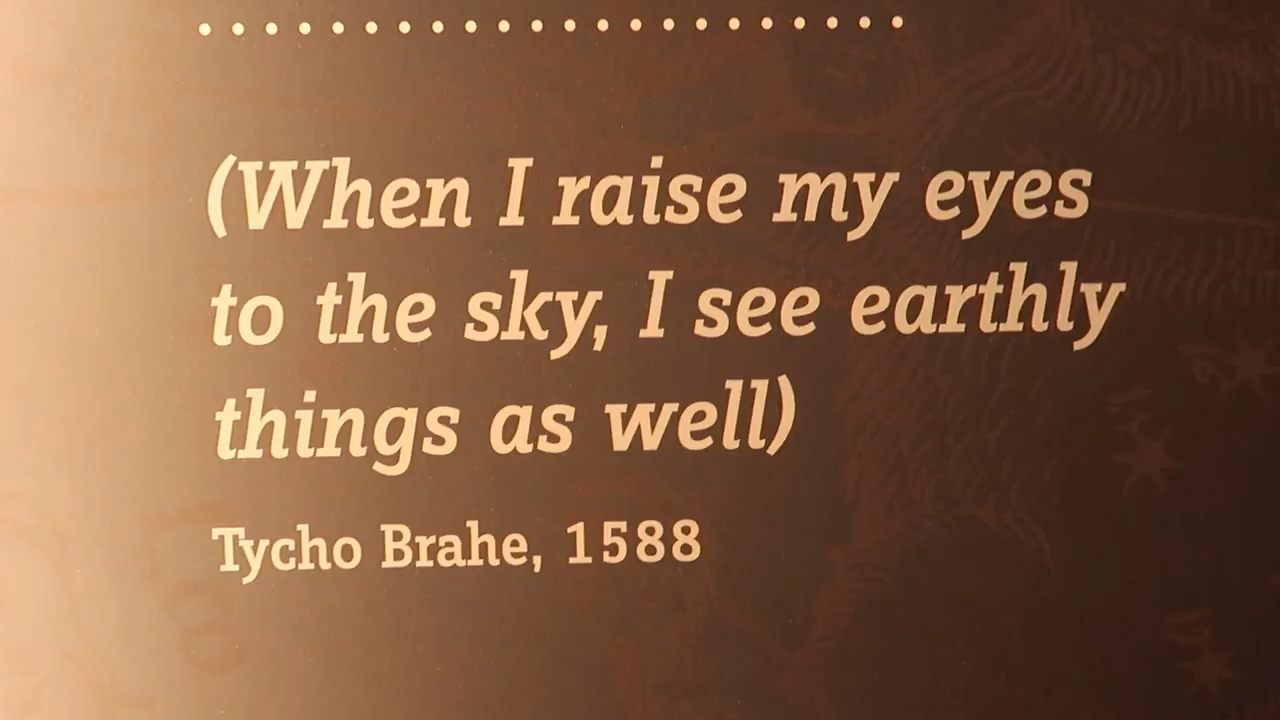 (When I raise my eyes
to the sky, I see earthly
things as well)
Tycho Brahe, 1588